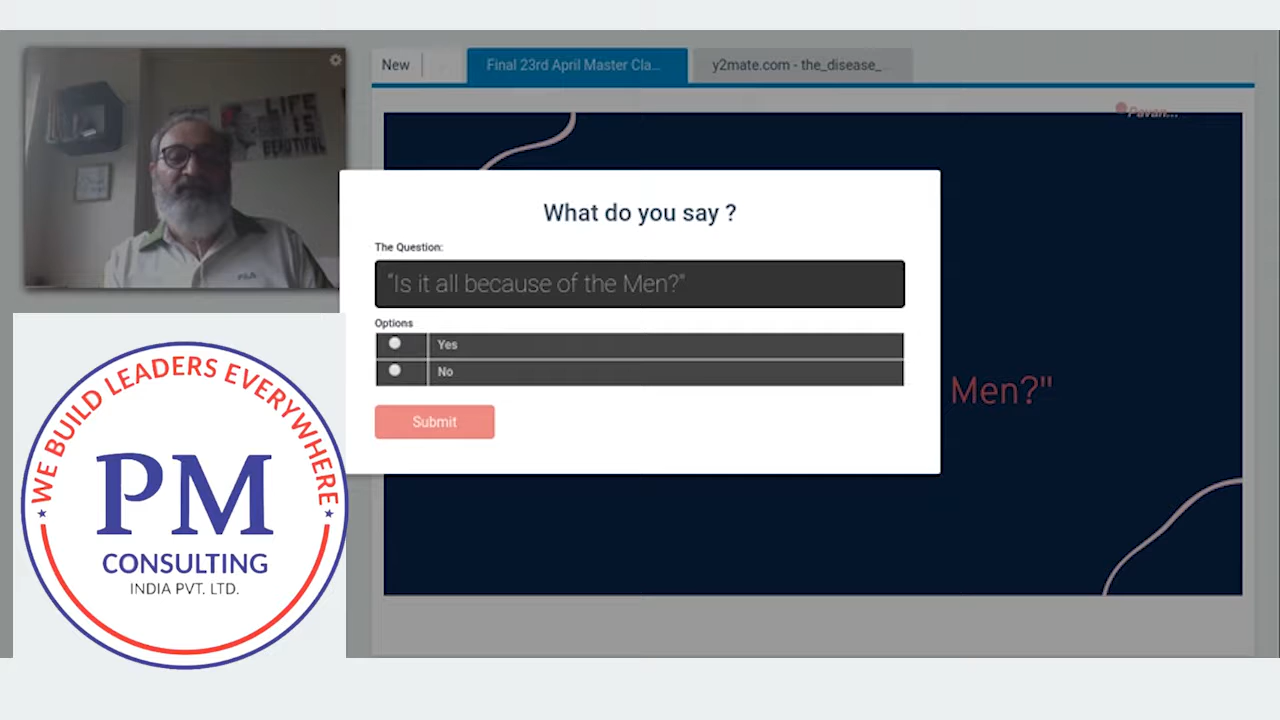 LIFE
IS
BEAUTIFUL
FILA
New
Final 23rd April Master Cla...
y2mate.com - the_disease_
Pavan...
What do you say ?
The Question:
"Is it all because of the Men?"
Options
Yes
No
Submit
Men?"
WE BUILD LEADERS EVERYWHERE
PM
CONSULTING
INDIA PVT. LTD.